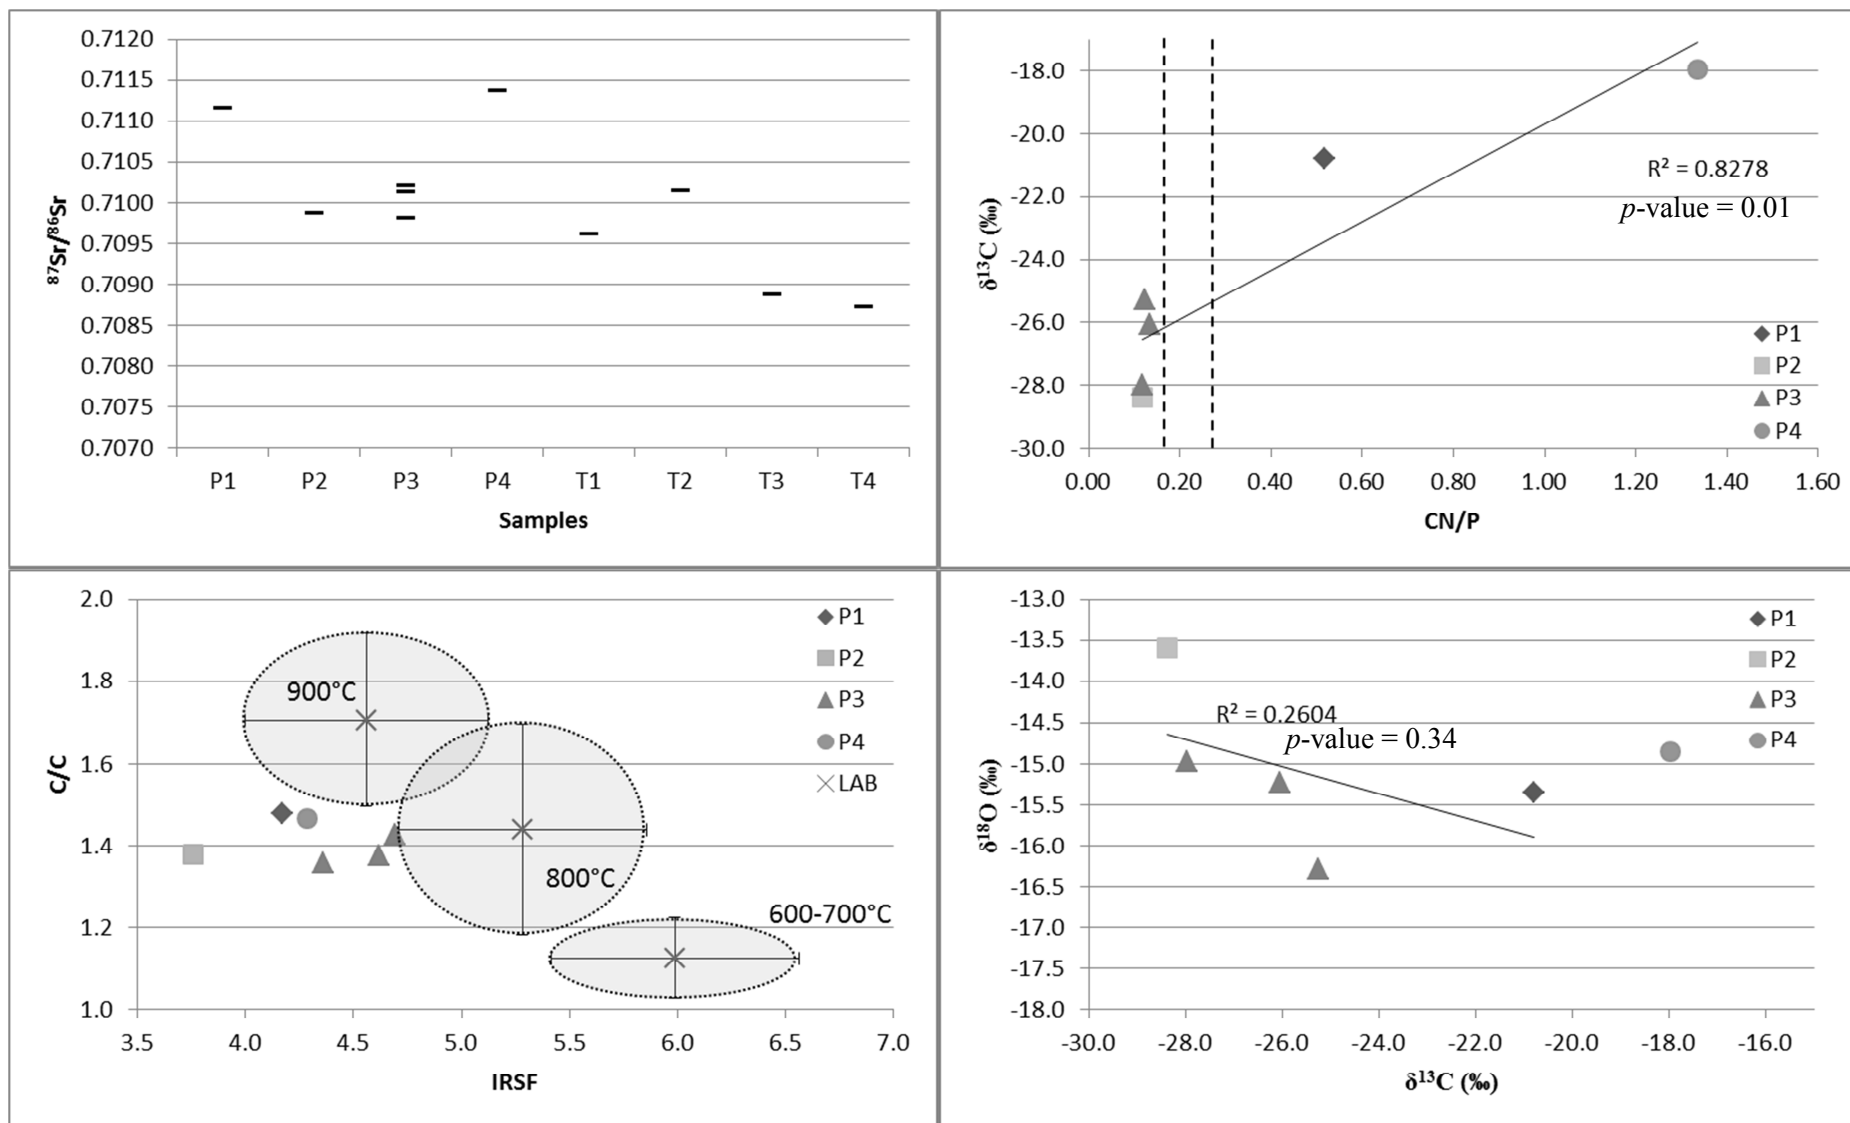 0.7120
0.7115
0.7110
0.7105
0.7100
0.7095
0.7090
0.7085
0.7080
0.7075
0.7070
⁸⁷Sr/⁸⁶Sr
P1 P2 P3 P4 T1 T2 T3 T4
Samples
-18.0
-20.0
-22.0
-24.0
-26.0
-28.0
-30.0
δ¹³C (‰)
R² = 0.8278
p-value = 0.01
P1
P2
P3
P4
0.00 0.20 0.40 0.60 0.80 1.00 1.20 1.40 1.60
CN/P
2.0
1.8
1.6
1.4
1.2
1.0
C/C
900°C
800°C
600-700°C
P1
P2
P3
P4
LAB
3.5 4.0 4.5 5.0 5.5 6.0 6.5 7.0
IRSF
-13.0
-13.5
-14.0
-14.5
-15.0
-15.5
-16.0
-16.5
-17.0
-17.5
-18.0
δ¹⁸O (‰)
R² = 0.2604
p-value = 0.34
P1
P2
P3
P4
-30.0 -28.0 -26.0 -24.0 -22.0 -20.0 -18.0 -16.0
δ¹³C (‰)